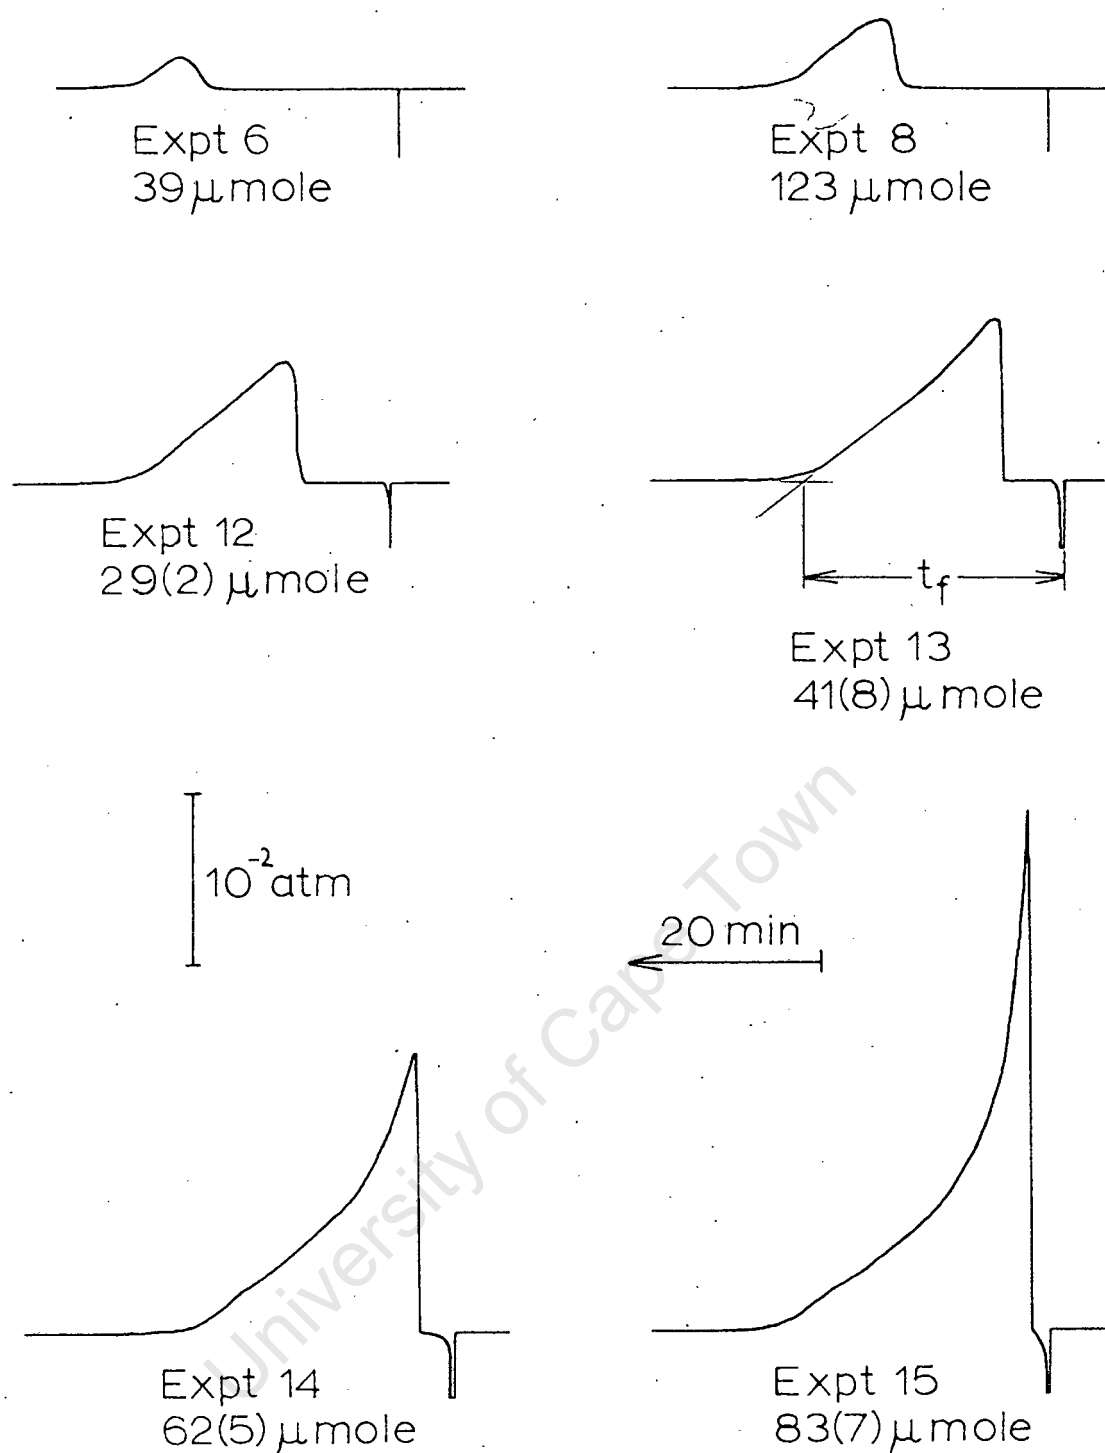 Expt 6
39 μmole
Expt 8
123 μmole
Expt 12
29(2) μmole
t_f
Expt 13
41(8) μmole
10⁻² atm
20 min
University of Cape Town
Expt 14
62(5) μmole
Expt 15
83(7) μmole